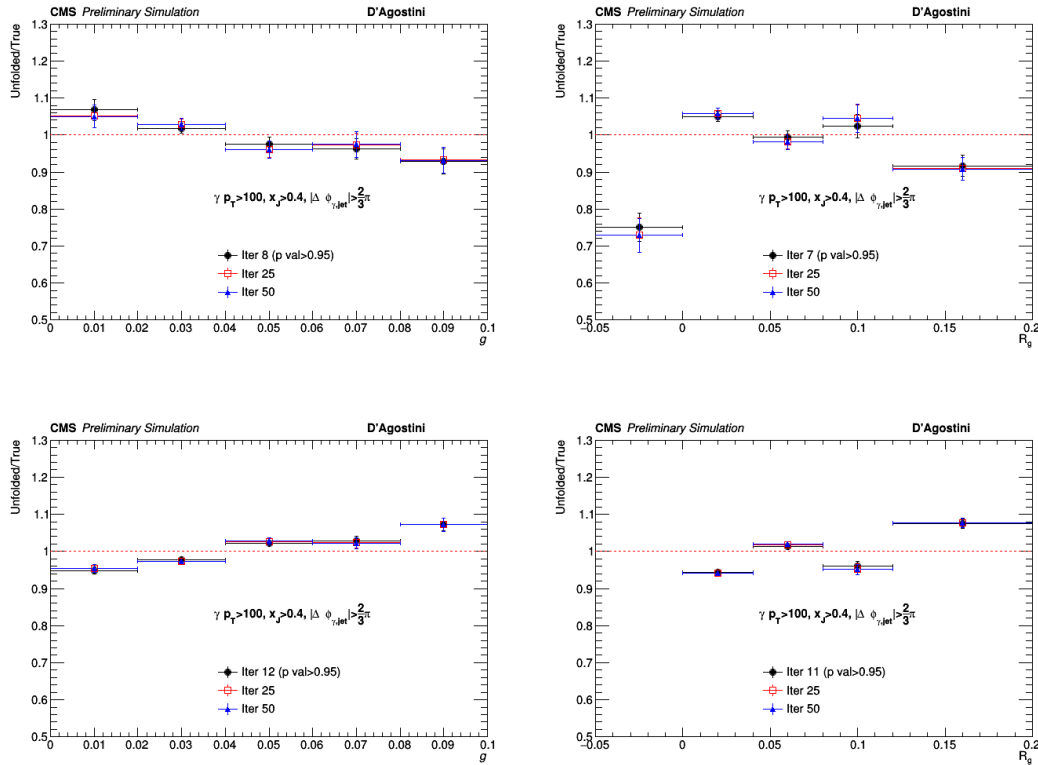 CMS Preliminary Simulation D'Agostini
Unfolded/True
1.3
1.2
1.1
1
0.9
0.8
0.7
0.6
0.5
γ p_T>100, x_J>0.4, |Δ ϕ_γ,jet|>2/3π
Iter 8 (p val>0.95)
Iter 25
Iter 50
0 0.01 0.02 0.03 0.04 0.05 0.06 0.07 0.08 0.09 0.1
g
CMS Preliminary Simulation D'Agostini
Unfolded/True
1.3
1.2
1.1
1
0.9
0.8
0.7
0.6
0.5
γ p_T>100, x_J>0.4, |Δ ϕ_γ,jet|>2/3π
Iter 7 (p val>0.95)
Iter 25
Iter 50
−0.05 0 0.05 0.1 0.15 0.2
R_g
CMS Preliminary Simulation D'Agostini
Unfolded/True
1.3
1.2
1.1
1
0.9
0.8
0.7
0.6
0.5
γ p_T>100, x_J>0.4, |Δ ϕ_γ,jet|>2/3π
Iter 12 (p val>0.95)
Iter 25
Iter 50
0 0.01 0.02 0.03 0.04 0.05 0.06 0.07 0.08 0.09 0.1
g
CMS Preliminary Simulation D'Agostini
Unfolded/True
1.3
1.2
1.1
1
0.9
0.8
0.7
0.6
0.5
γ p_T>100, x_J>0.4, |Δ ϕ_γ,jet|>2/3π
Iter 11 (p val>0.95)
Iter 25
Iter 50
−0.05 0 0.05 0.1 0.15 0.2
R_g